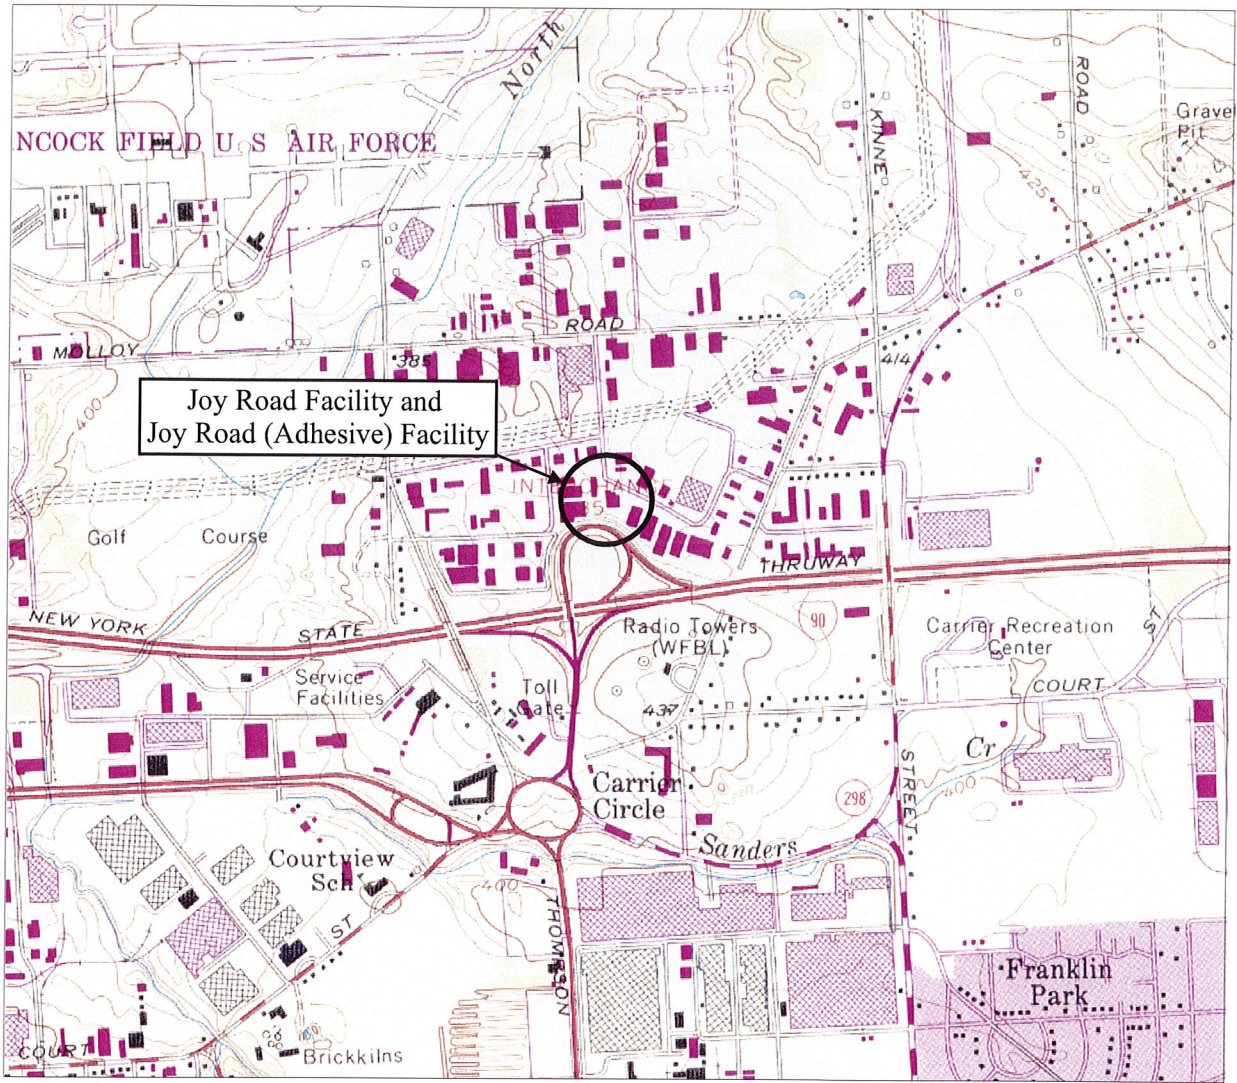 North
NCOCK FIELD U S AIR FORCE
KINNE
ROAD
Gravel
Pit
425
ROAD
MOLLOY
385
414
400
Joy Road Facility and
Joy Road (Adhesive) Facility
INTERCHANGE
35
Golf Course
THRUWAY
NEW YORK
STATE
90
Radio Towers
(WFBL)
Carrier Recreation
Center
ST
Service
Facilities
Toll
Gate
437
COURT
Cr
400
STREET
298
Carrier
Circle
Sanders
Courtview
Sch
400
ST
THOMPSON
Franklin
Park
COURT
Brickkilns